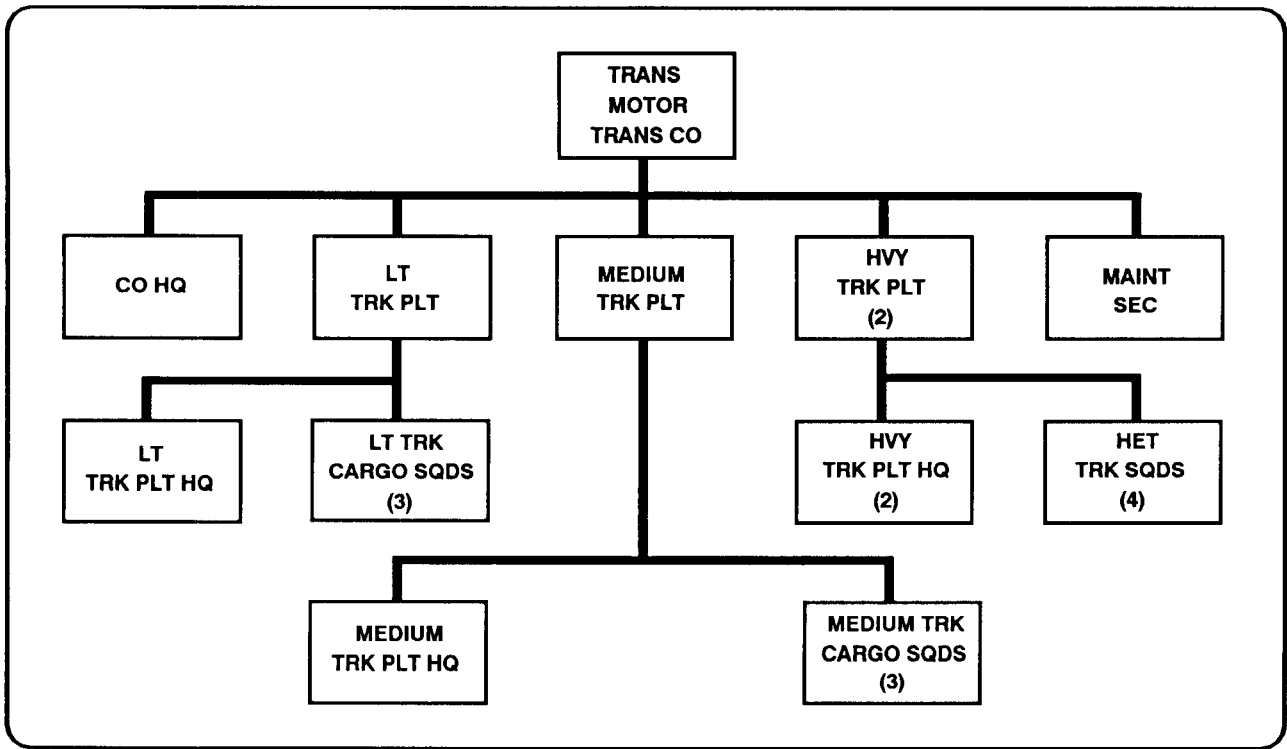 TRANS
MOTOR
TRANS CO
CO HQ
LT
TRK PLT
MEDIUM
TRK PLT
HVY
TRK PLT
(2)
MAINT
SEC
LT
TRK PLT HQ
LT TRK
CARGO SQDS
(3)
HVY
TRK PLT HQ
(2)
HET
TRK SQDS
(4)
MEDIUM
TRK PLT HQ
MEDIUM TRK
CARGO SQDS
(3)